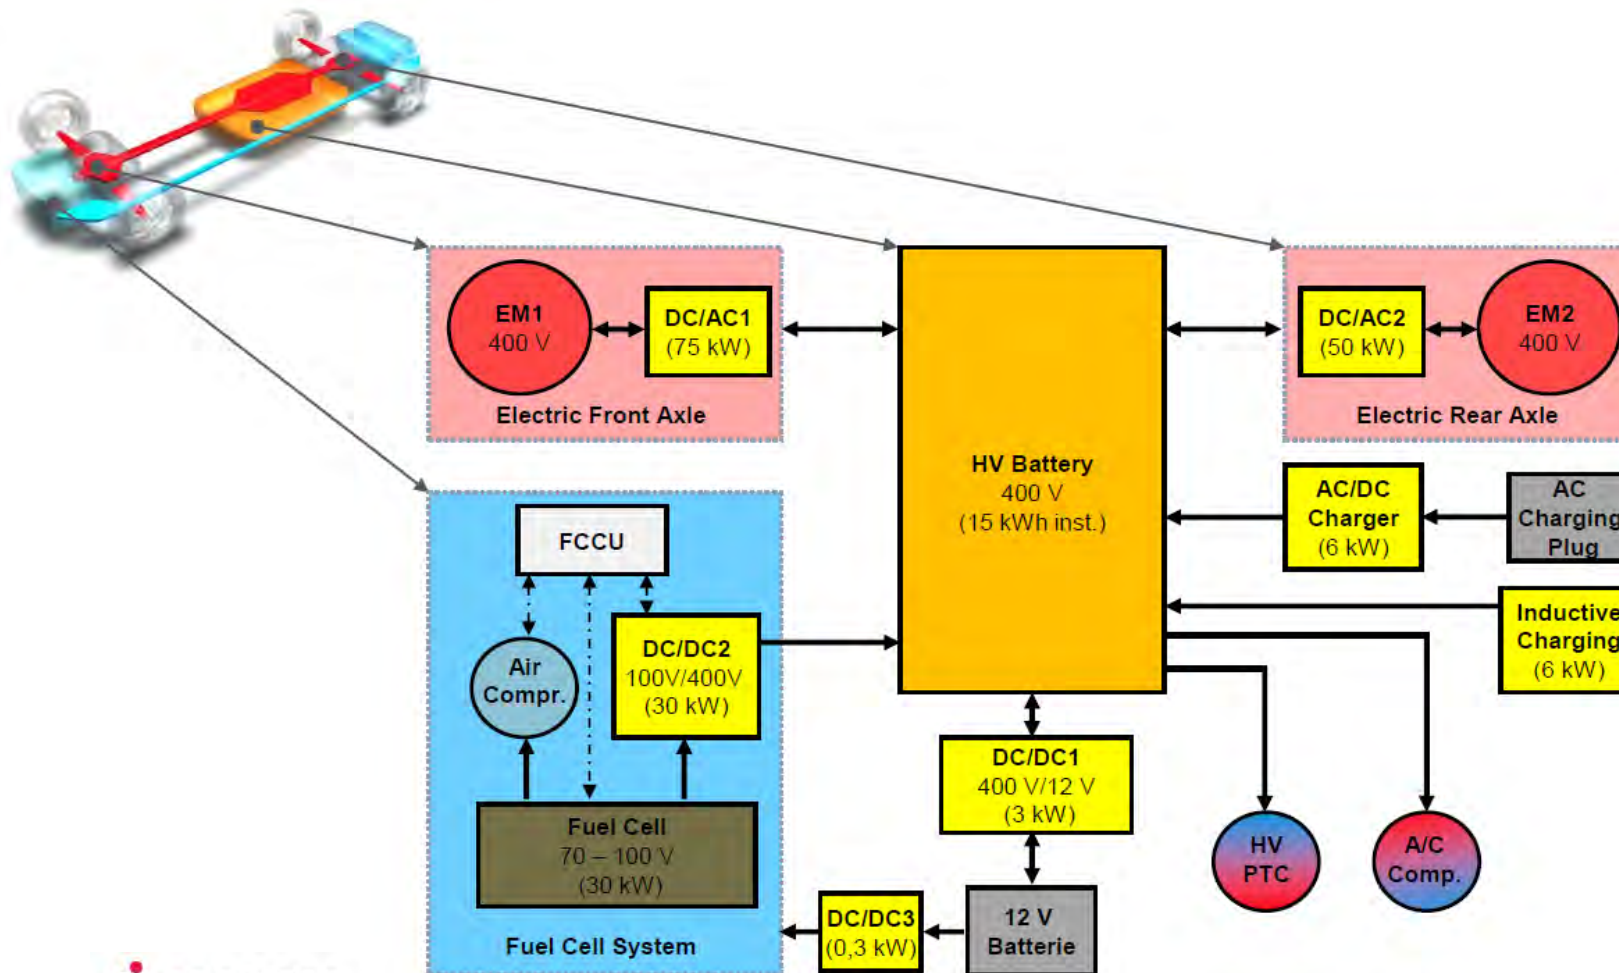 EM1
400 V
DC/AC1
(75 kW)
Electric Front Axle
HV Battery
400 V
(15 kWh inst.)
DC/AC2
(50 kW)
EM2
400 V
Electric Rear Axle
AC/DC
Charger
(6 kW)
AC
Charging
Plug
Inductive
Charging
(6 kW)
FCCU
Air
Compr.
DC/DC2
100V/400V
(30 kW)
Fuel Cell
70 – 100 V
(30 kW)
Fuel Cell System
DC/DC1
400 V/12 V
(3 kW)
DC/DC3
(0,3 kW)
12 V
Batterie
HV
PTC
A/C
Comp.